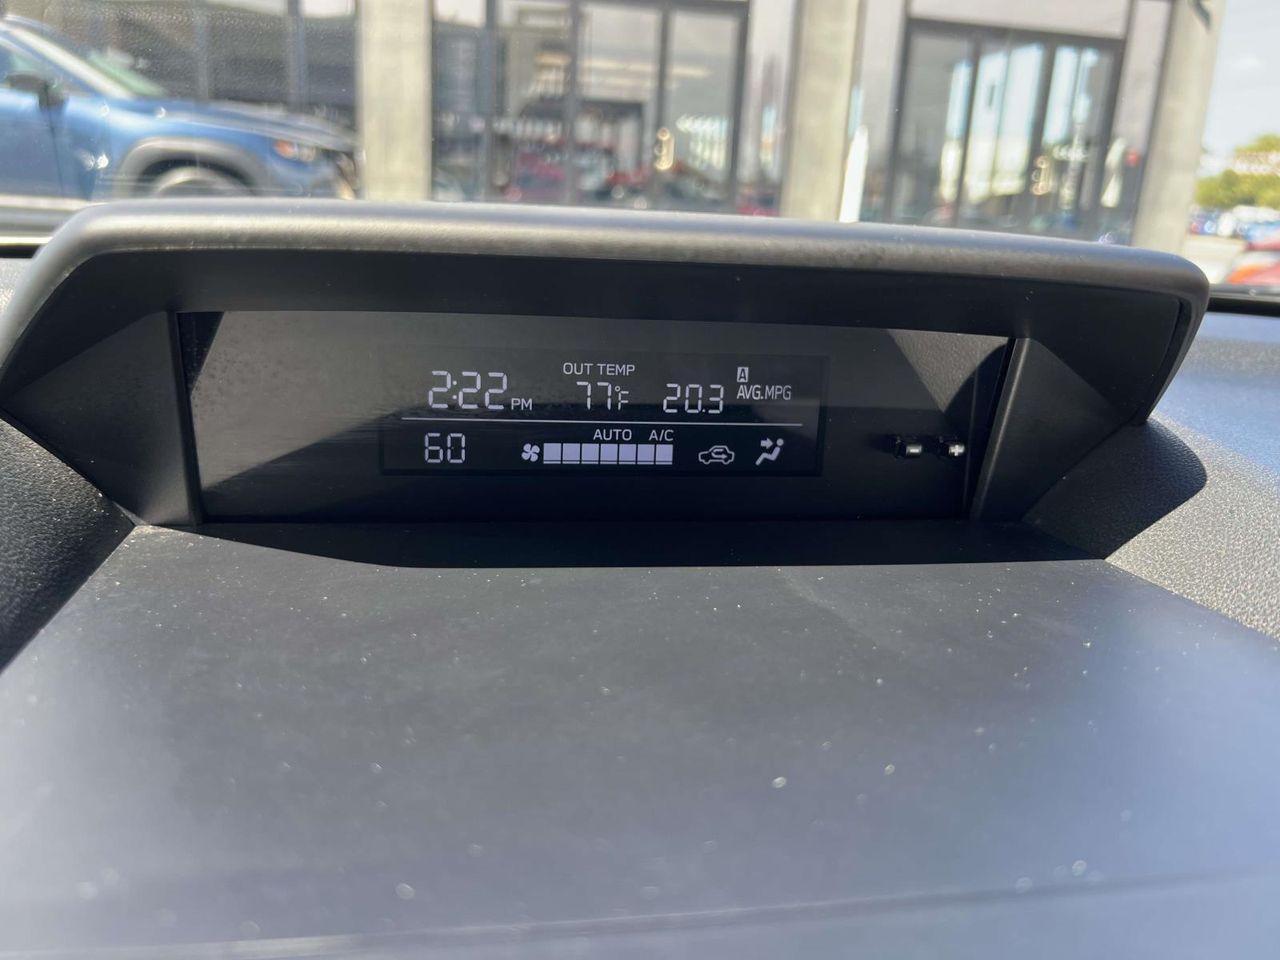 OUT TEMP
2:22 PM 77°F 20.3 A AVG.MPG
AUTO A/C
60
- +